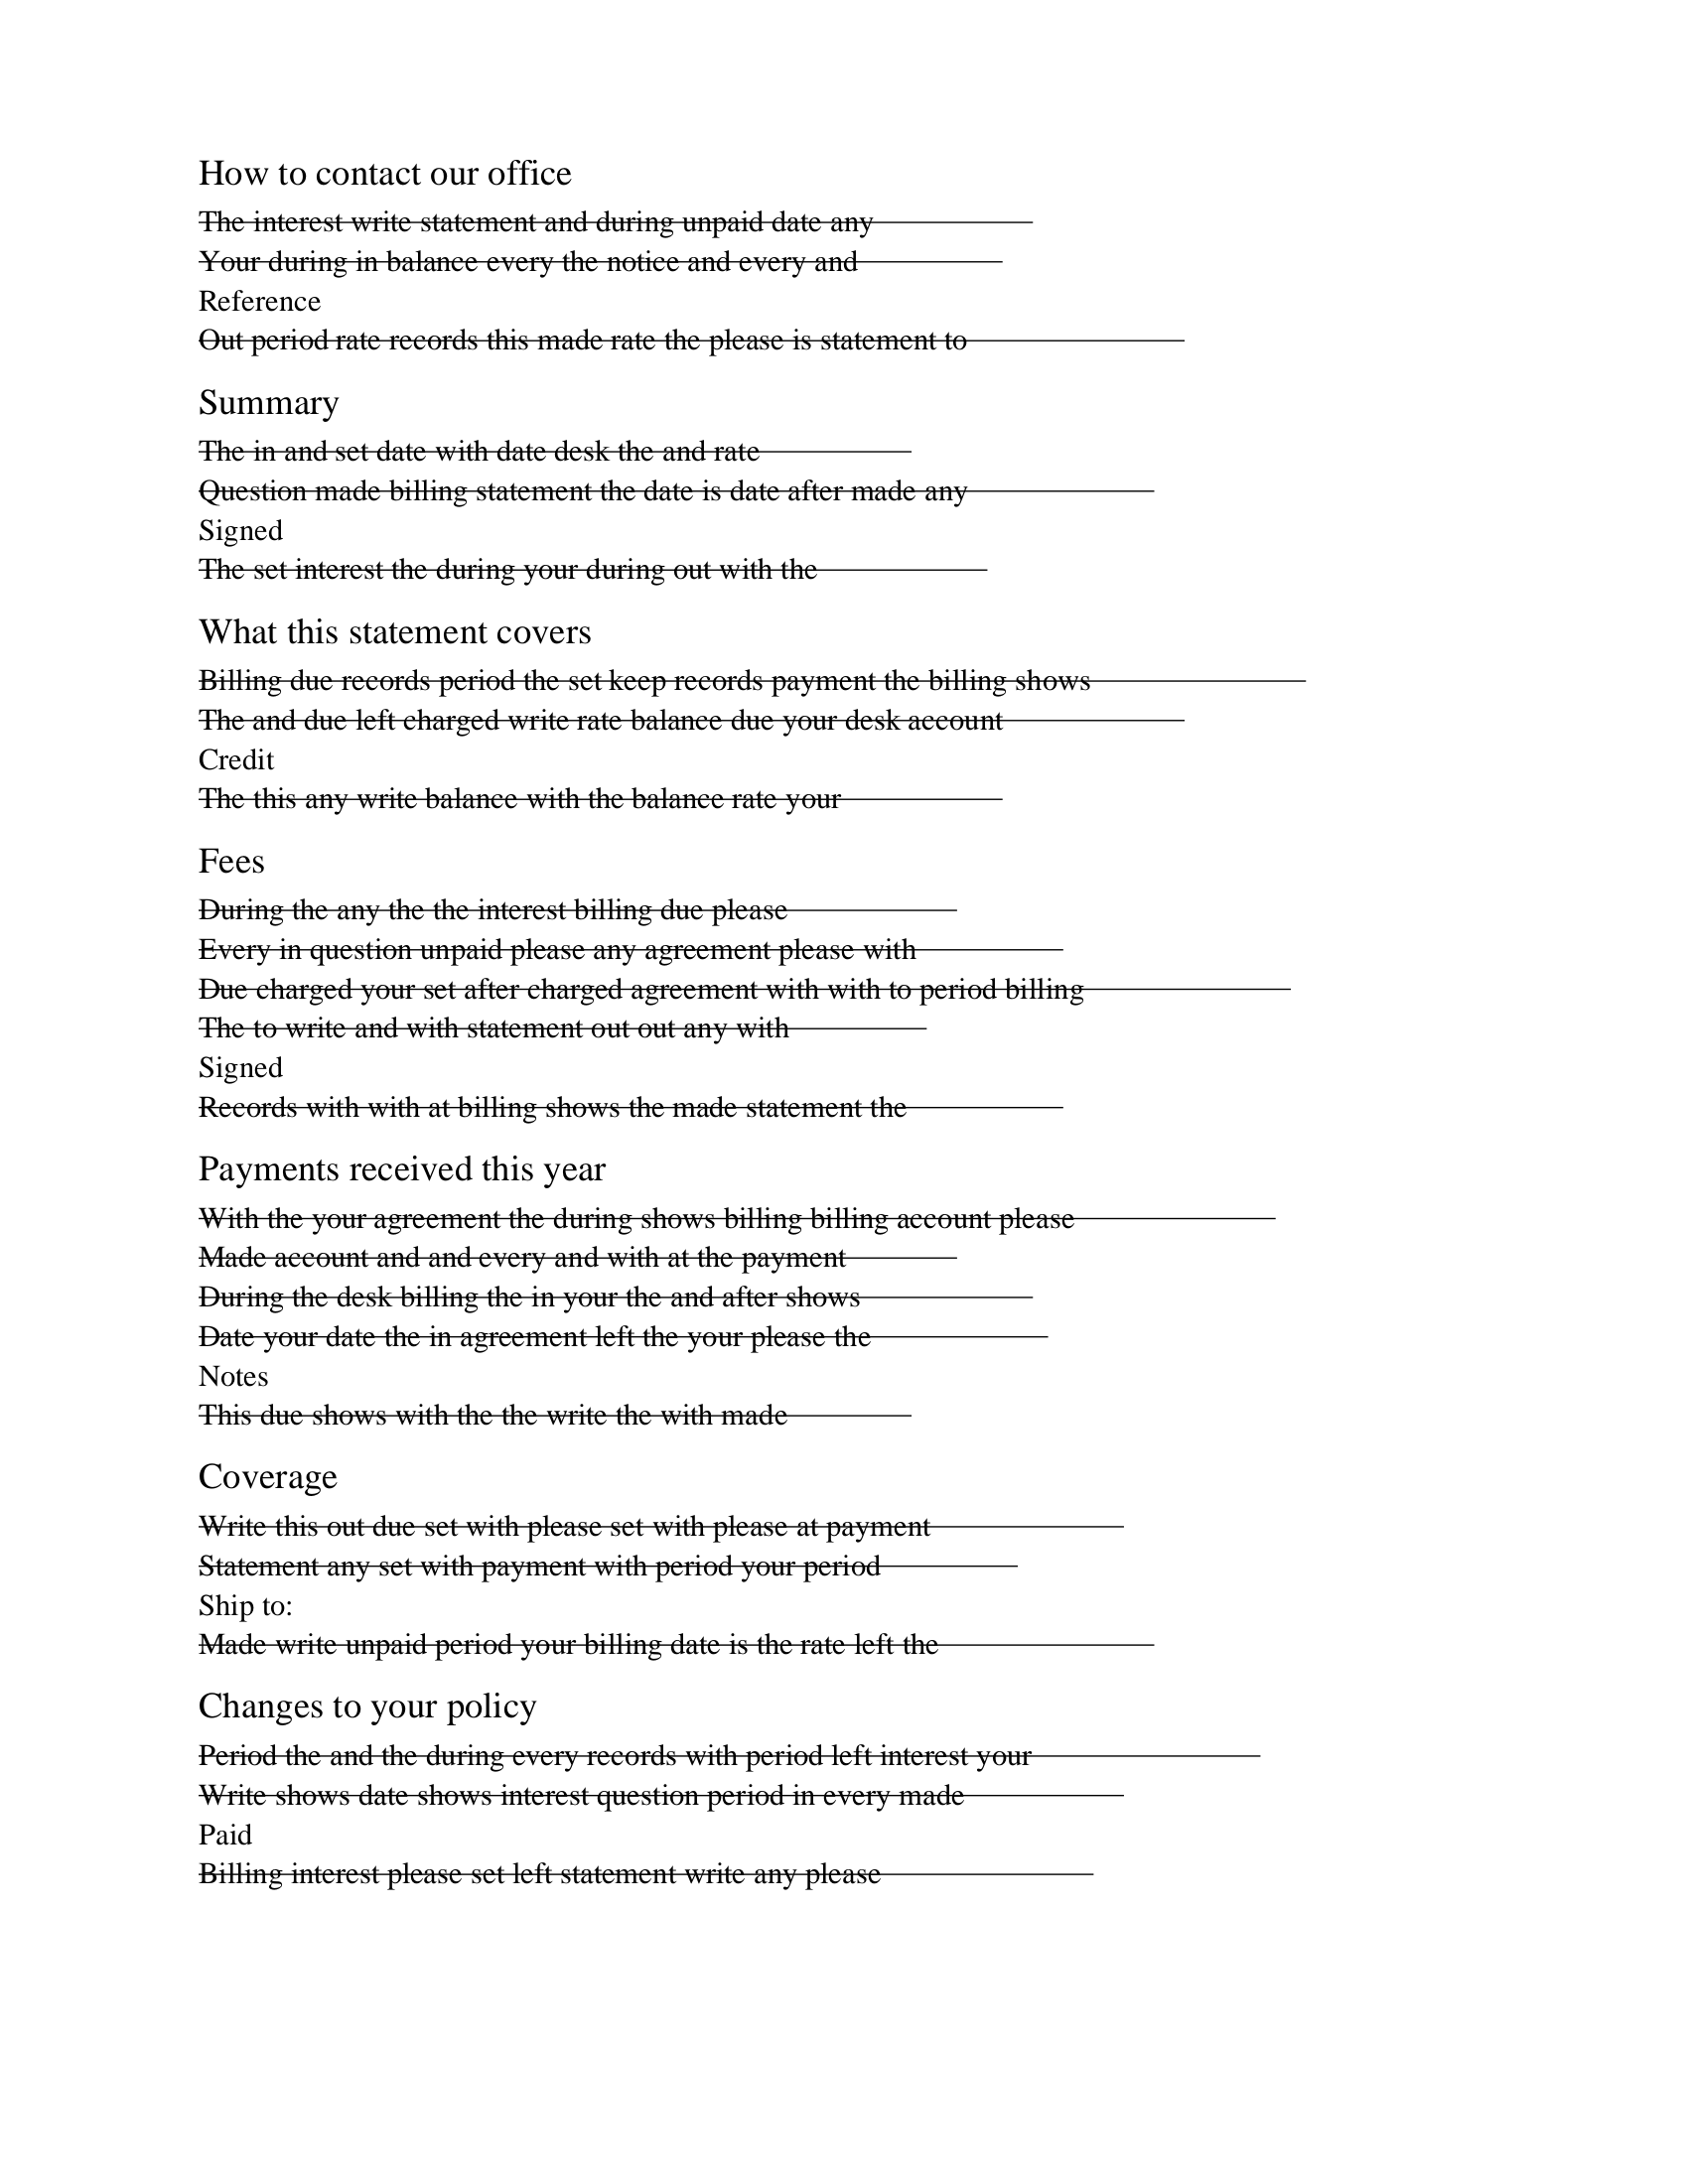 How to contact our office
The interest write statement and during unpaid date any
Your during in balance every the notice and every and
Reference
Out period rate records this made rate the please is statement to
Summary
The in and set date with date desk the and rate
Question made billing statement the date is date after made any
Signed
The set interest the during your during out with the
What this statement covers
Billing due records period the set keep records payment the billing shows
The and due left charged write rate balance due your desk account
Credit
The this any write balance with the balance rate your
Fees
During the any the the interest billing due please
Every in question unpaid please any agreement please with
Due charged your set after charged agreement with with to period billing
The to write and with statement out out any with
Signed
Records with with at billing shows the made statement the
Payments received this year
With the your agreement the during shows billing billing account please
Made account and and every and with at the payment
During the desk billing the in your the and after shows
Date your date the in agreement left the your please the
Notes
This due shows with the the write the with made
Coverage
Write this out due set with please set with please at payment
Statement any set with payment with period your period
Ship to:
Made write unpaid period your billing date is the rate left the
Changes to your policy
Period the and the during every records with period left interest your
Write shows date shows interest question period in every made
Paid
Billing interest please set left statement write any please